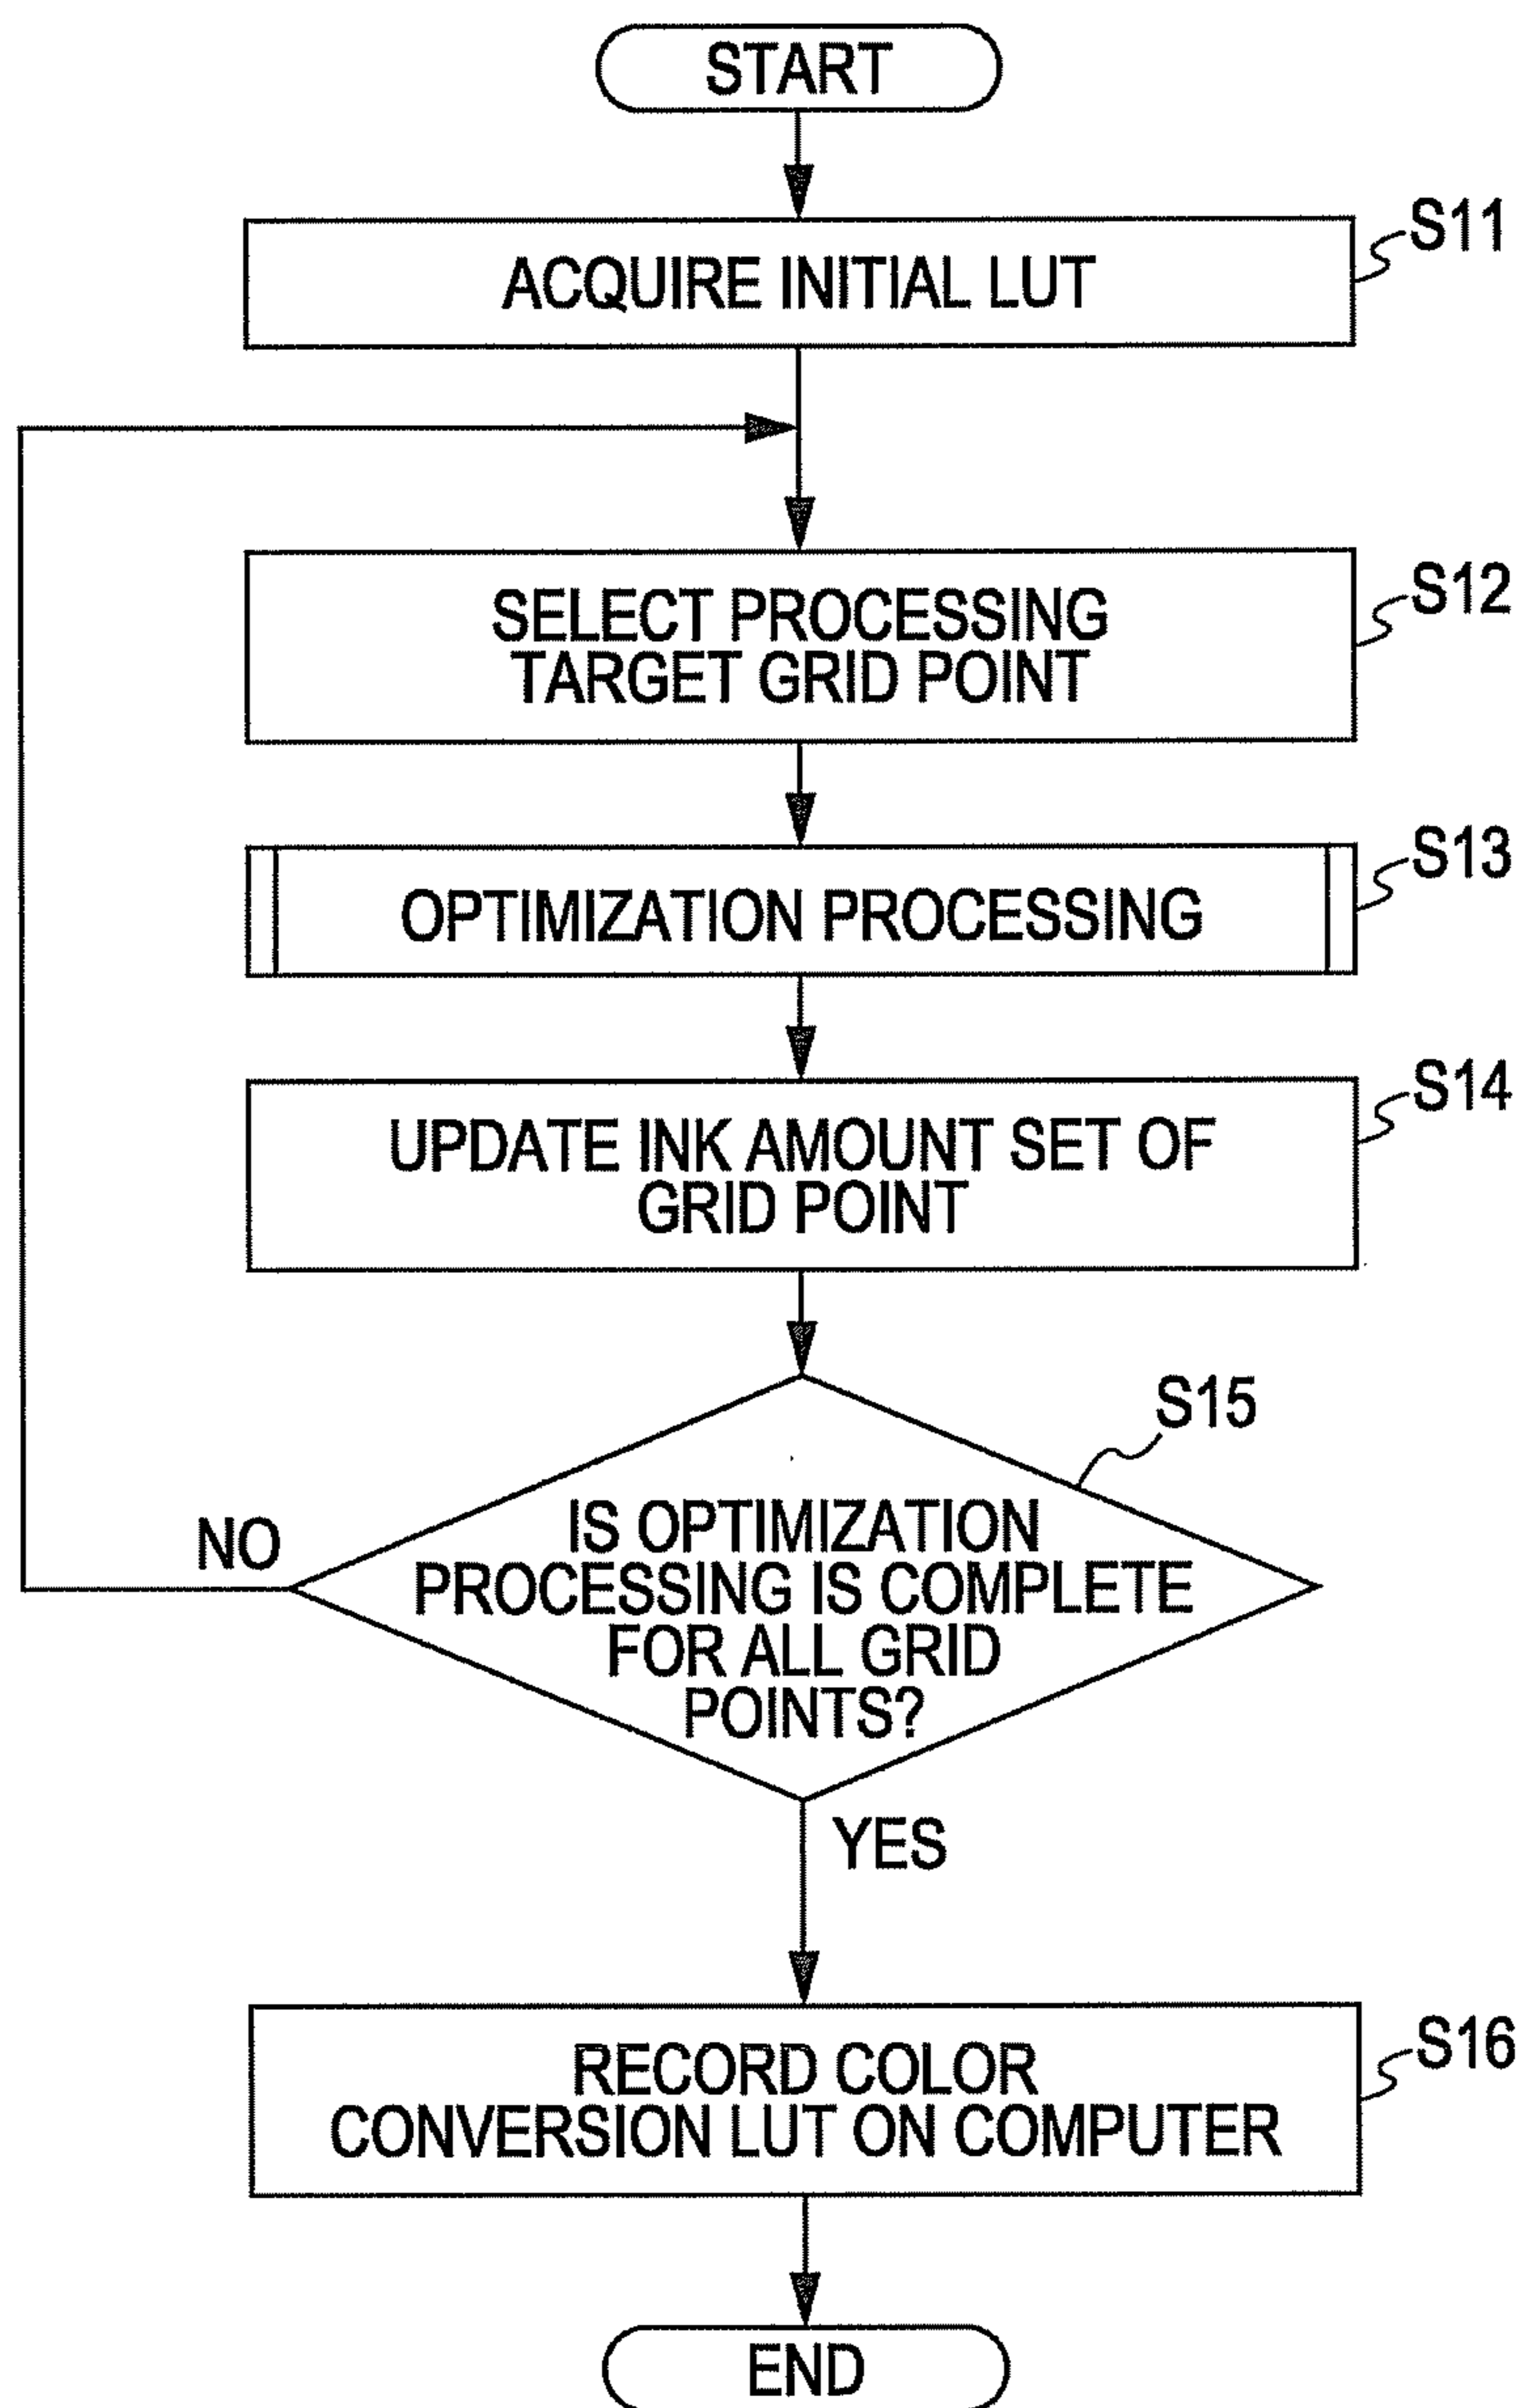 START
S11
ACQUIRE INITIAL LUT
S12
SELECT PROCESSING
TARGET GRID POINT
S13
OPTIMIZATION PROCESSING
S14
UPDATE INK AMOUNT SET OF
GRID POINT
S15
IS OPTIMIZATION
PROCESSING IS COMPLETE
FOR ALL GRID
POINTS?
NO
YES
S16
RECORD COLOR
CONVERSION LUT ON COMPUTER
END